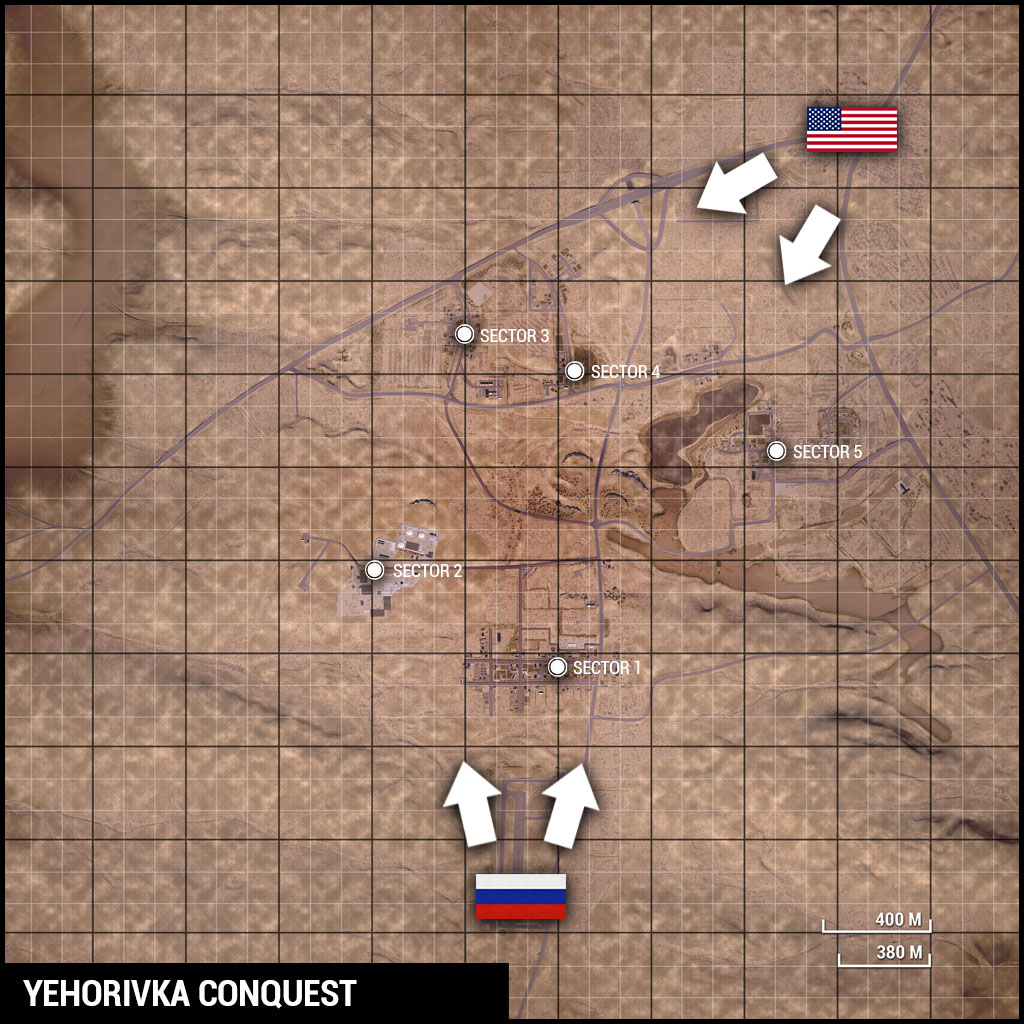 SECTOR 3
SECTOR 4
SECTOR 5
SECTOR 2
SECTOR 1
400 M
380 M
YEHORIVKA CONQUEST